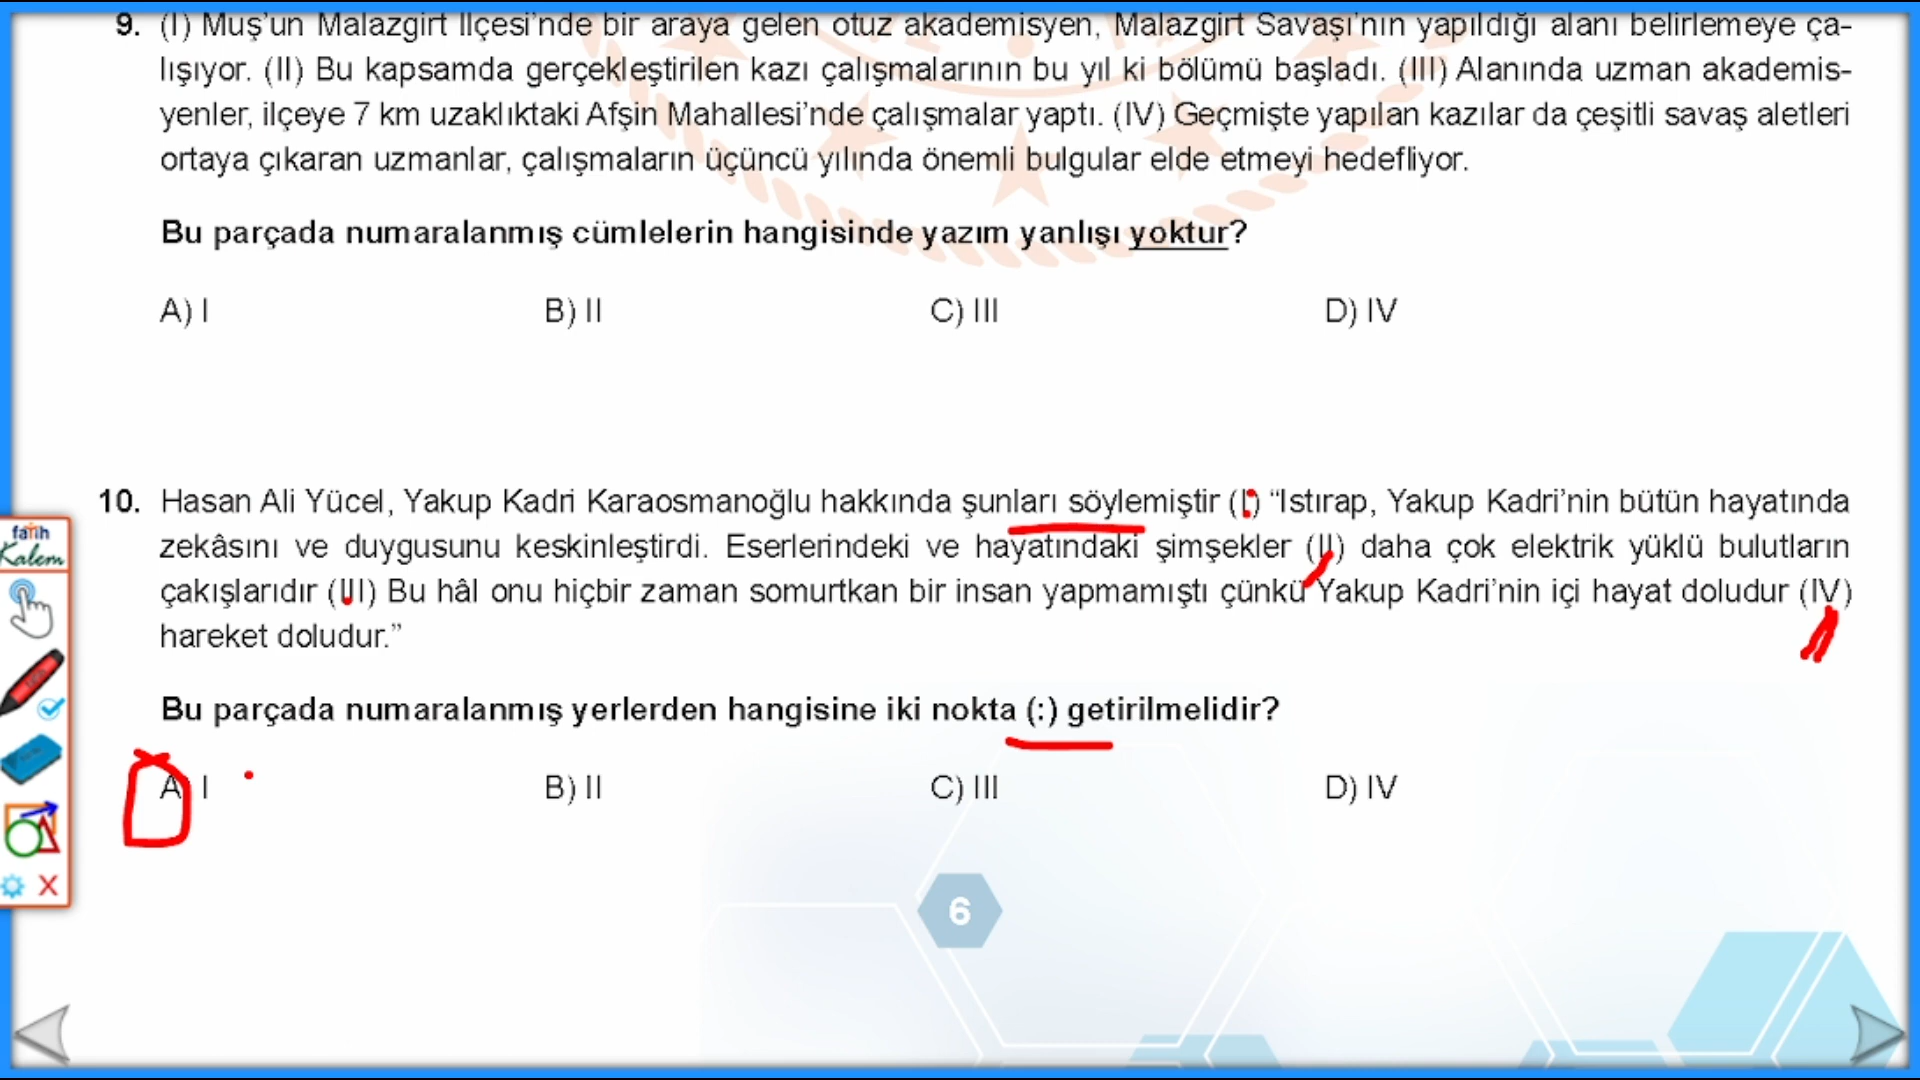 9. (I) Muş'un Malazgirt İlçesi'nde bir araya gelen otuz akademisyen, Malazgirt Savaşı'nın yapıldığı alanı belirlemeye ça-
lışıyor. (II) Bu kapsamda gerçekleştirilen kazı çalışmalarının bu yıl ki bölümü başladı. (III) Alanında uzman akademis-
yenler, ilçeye 7 km uzaklıktaki Afşin Mahallesi'nde çalışmalar yaptı. (IV) Geçmişte yapılan kazılar da çeşitli savaş aletleri
ortaya çıkaran uzmanlar, çalışmaların üçüncü yılında önemli bulgular elde etmeyi hedefliyor.
Bu parçada numaralanmış cümlelerin hangisinde yazım yanlışı yoktur?
A) I B) II C) III D) IV
10. Hasan Ali Yücel, Yakup Kadri Karaosmanoğlu hakkında şunları söylemiştir (I) “Istırap, Yakup Kadri'nin bütün hayatında
zekâsını ve duygusunu keskinleştirdi. Eserlerindeki ve hayatındaki şimşekler (II) daha çok elektrik yüklü bulutların
çakışlarıdır (III) Bu hâl onu hiçbir zaman somurtkan bir insan yapmamıştı çünkü Yakup Kadri'nin içi hayat doludur (IV)
hareket doludur.”
Bu parçada numaralanmış yerlerden hangisine iki nokta (:) getirilmelidir?
A) I B) II C) III D) IV
fatih
Kalem
6